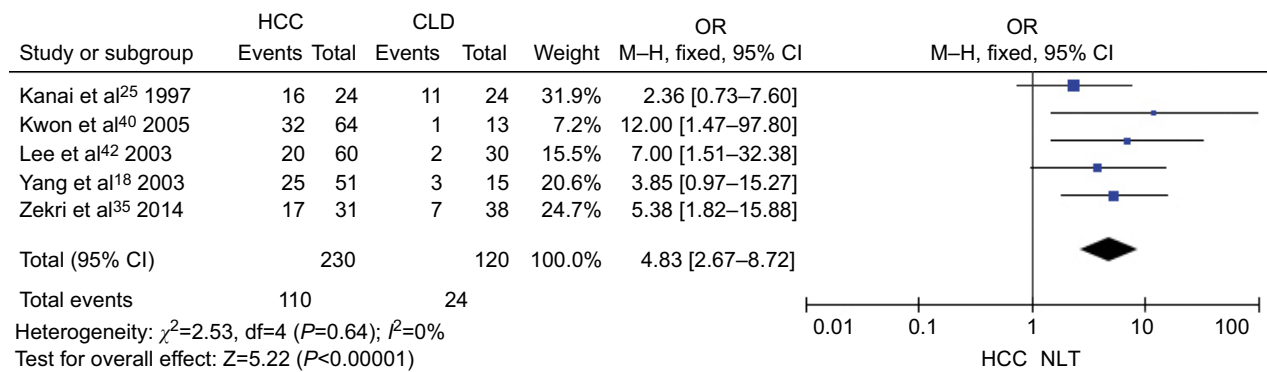 HCC CLD OR OR
Study or subgroup Events Total Events Total Weight M–H, fixed, 95% CI M–H, fixed, 95% CI
Kanai et al25 1997 16 24 11 24 31.9% 2.36 [0.73–7.60]
Kwon et al40 2005 32 64 1 13 7.2% 12.00 [1.47–97.80]
Lee et al42 2003 20 60 2 30 15.5% 7.00 [1.51–32.38]
Yang et al18 2003 25 51 3 15 20.6% 3.85 [0.97–15.27]
Zekri et al35 2014 17 31 7 38 24.7% 5.38 [1.82–15.88]
Total (95% CI) 230 120 100.0% 4.83 [2.67–8.72]
Total events 110 24
Heterogeneity: χ2=2.53, df=4 (P=0.64); I2=0%
Test for overall effect: Z=5.22 (P<0.00001)
0.01 0.1 1 10 100
HCC NLT